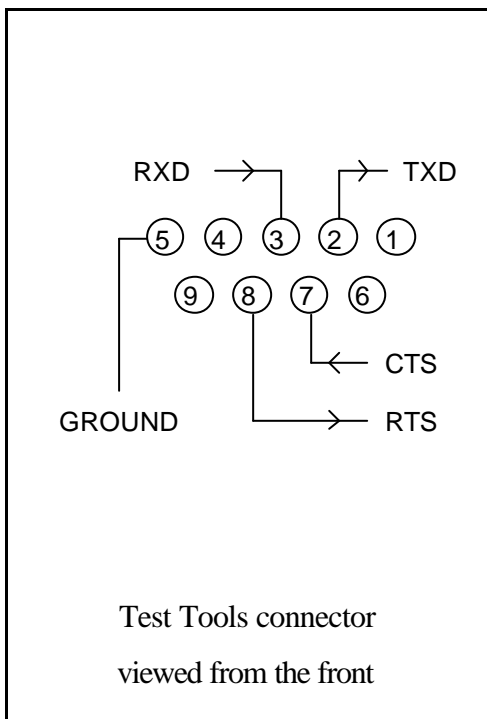 RXD TXD
5 4 3 2 1
9 8 7 6
CTS
GROUND RTS
Test Tools connector
viewed from the front